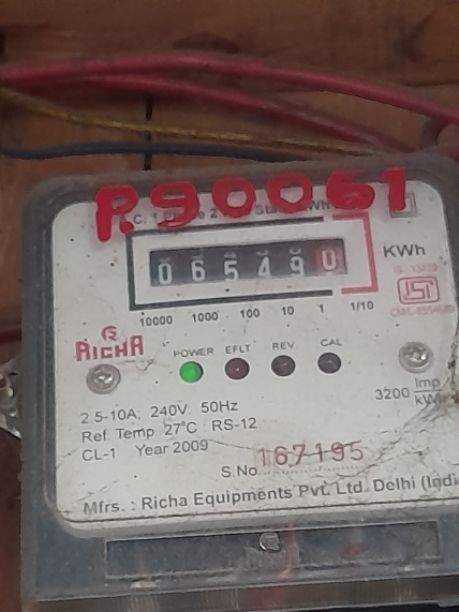 P.90061
KWh
0 6 5 4 9 0
10000 1000 100 10 1 1/10
RICHA
POWER EFLT REV CAL
3200 Imp/kWh
2.5-10A, 240V 50Hz
Ref. Temp 27°C RS-12
CL-1 Year 2009
S.No. 167195
Mfrs. : Richa Equipments Pvt. Ltd. Delhi